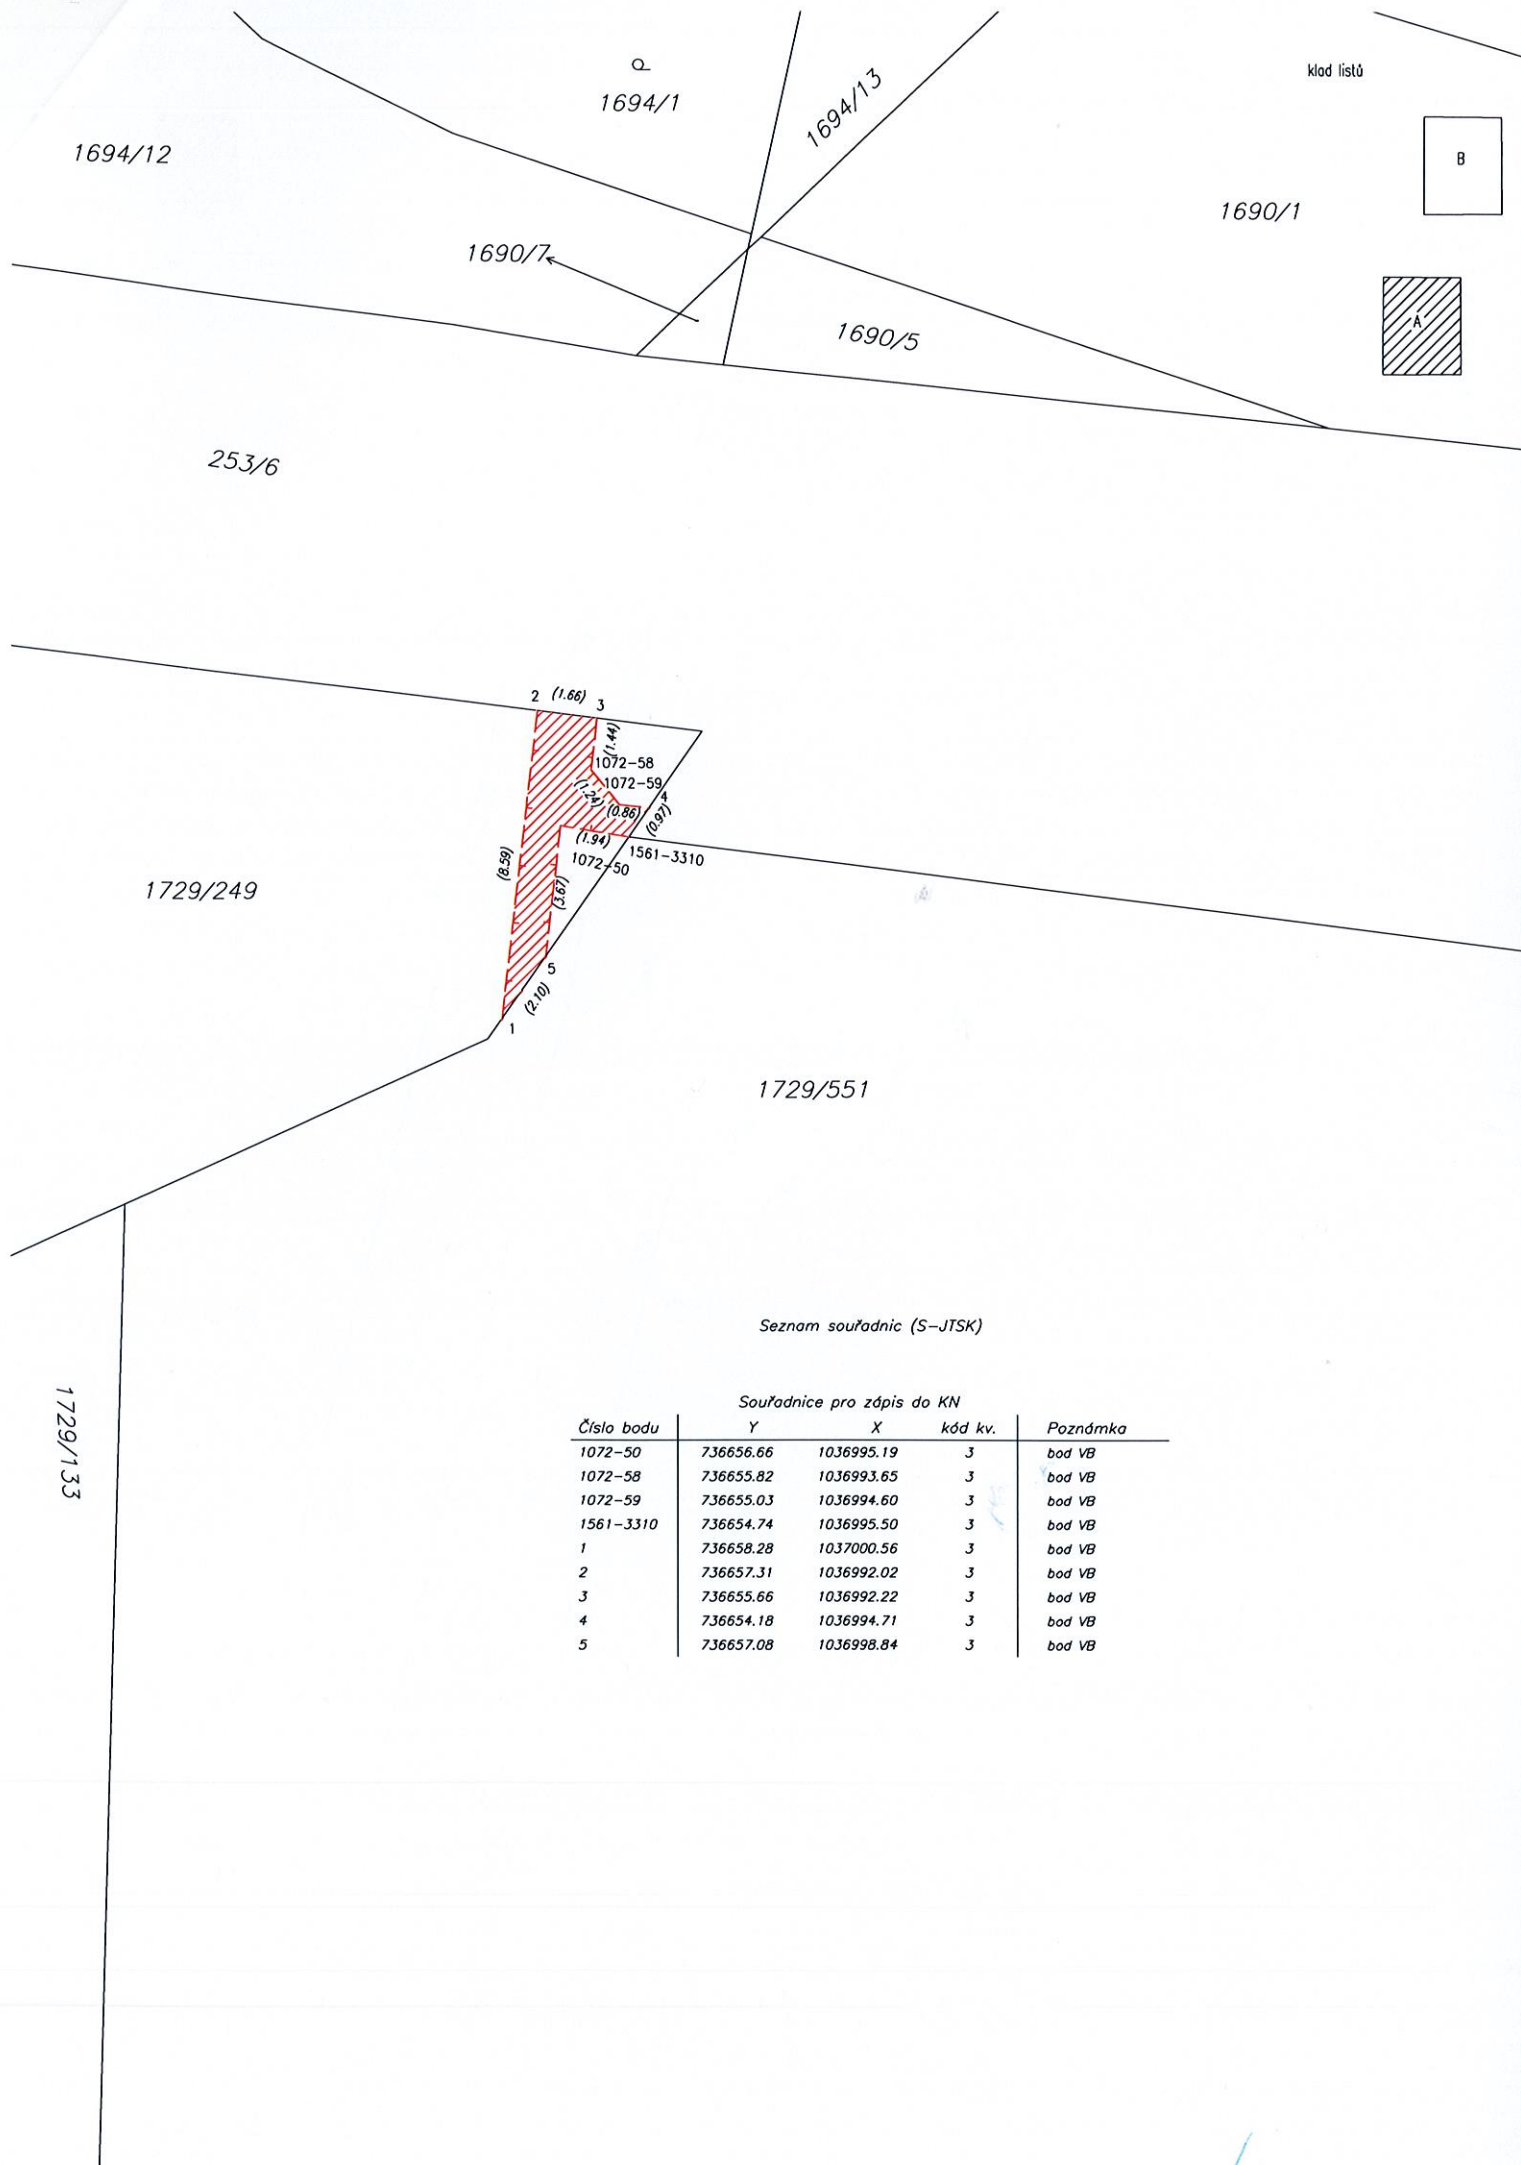 klad listů
1694/1
1694/13
1694/12
B
1690/1
1690/7
A
1690/5
253/6
2 (1.66) 3
(1.44)
1072-58
1072-59
(1.24)
4
(0.86)
(0.97)
(1.94)
1561-3310
1072-50
(8.59)
(3.67)
1729/249
5
(2.10)
1
1729/551
1729/133
Seznam souřadnic (S-JTSK)
Souřadnice pro zápis do KN
Číslo bodu Y X kód kv. Poznámka
1072-50 736656.66 1036995.19 3 bod VB
1072-58 736655.82 1036993.65 3 bod VB
1072-59 736655.03 1036994.60 3 bod VB
1561-3310 736654.74 1036995.50 3 bod VB
1 736658.28 1037000.56 3 bod VB
2 736657.31 1036992.02 3 bod VB
3 736655.66 1036992.22 3 bod VB
4 736654.18 1036994.71 3 bod VB
5 736657.08 1036998.84 3 bod VB